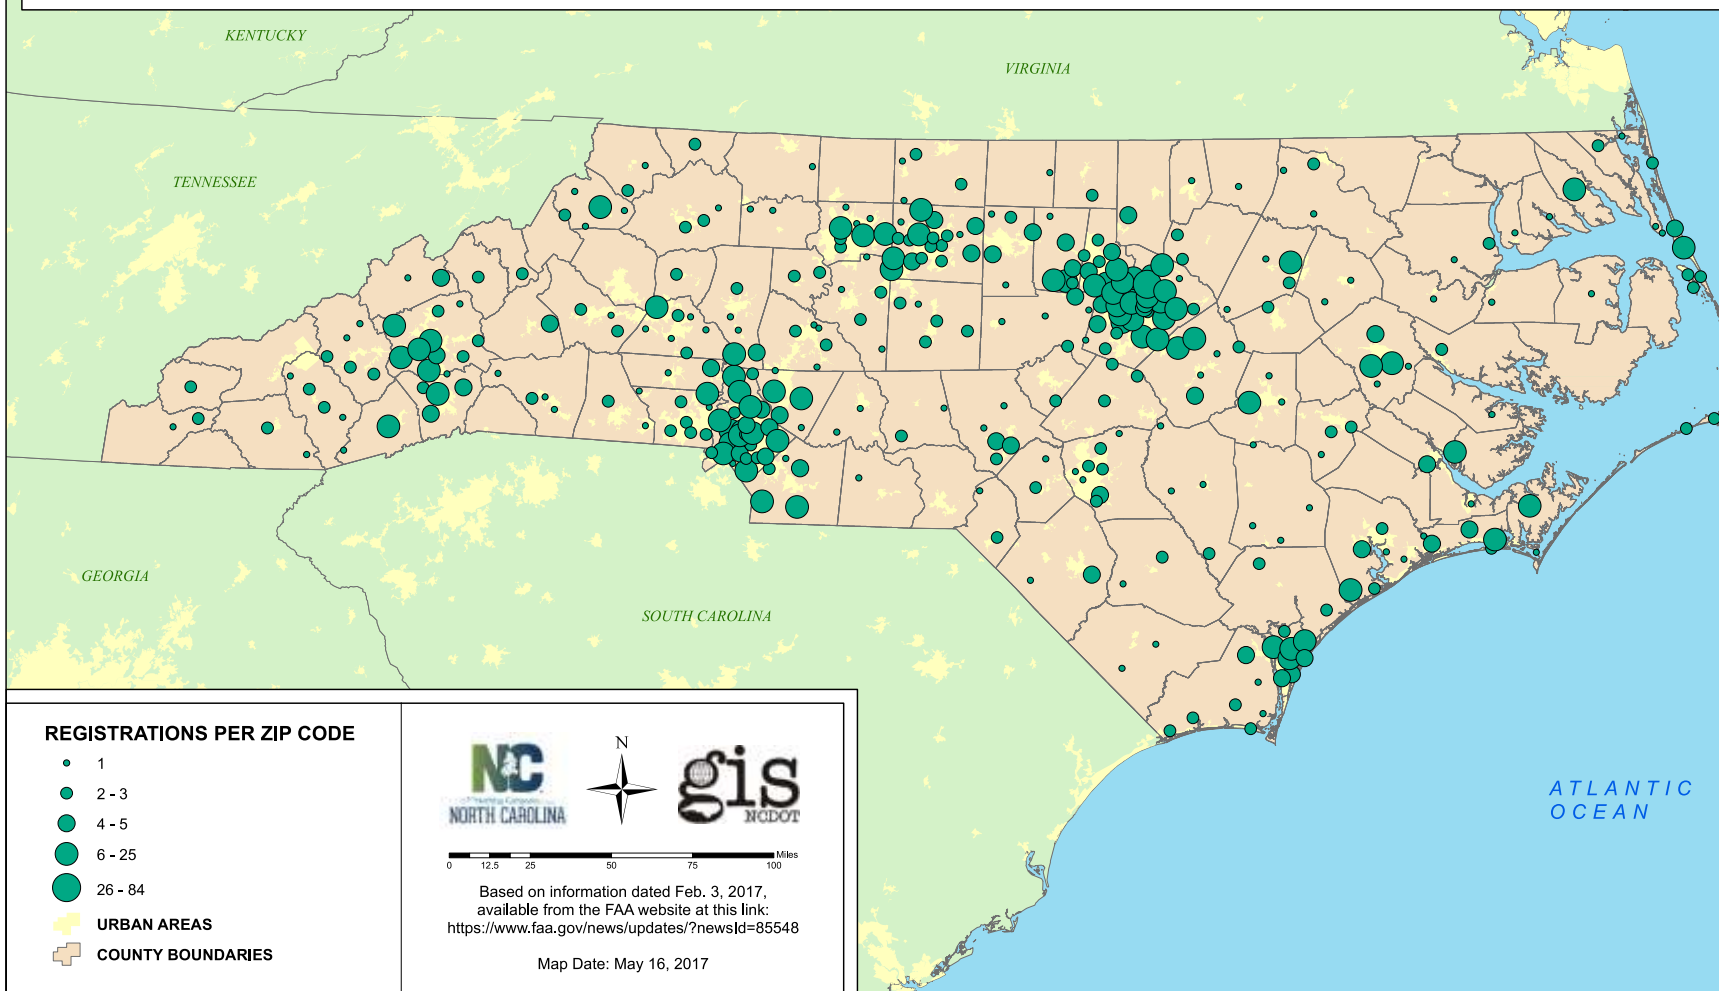 KENTUCKY
VIRGINIA
TENNESSEE
GEORGIA
SOUTH CAROLINA
ATLANTIC
OCEAN
REGISTRATIONS PER ZIP CODE
1
2 - 3
4 - 5
6 - 25
26 - 84
URBAN AREAS
COUNTY BOUNDARIES
NC
NORTH CAROLINA
N
gis
NCDOT
0 12.5 25 50 75 100 Miles
Based on information dated Feb. 3, 2017,
available from the FAA website at this link:
https://www.faa.gov/news/updates/?newsId=85548
Map Date: May 16, 2017